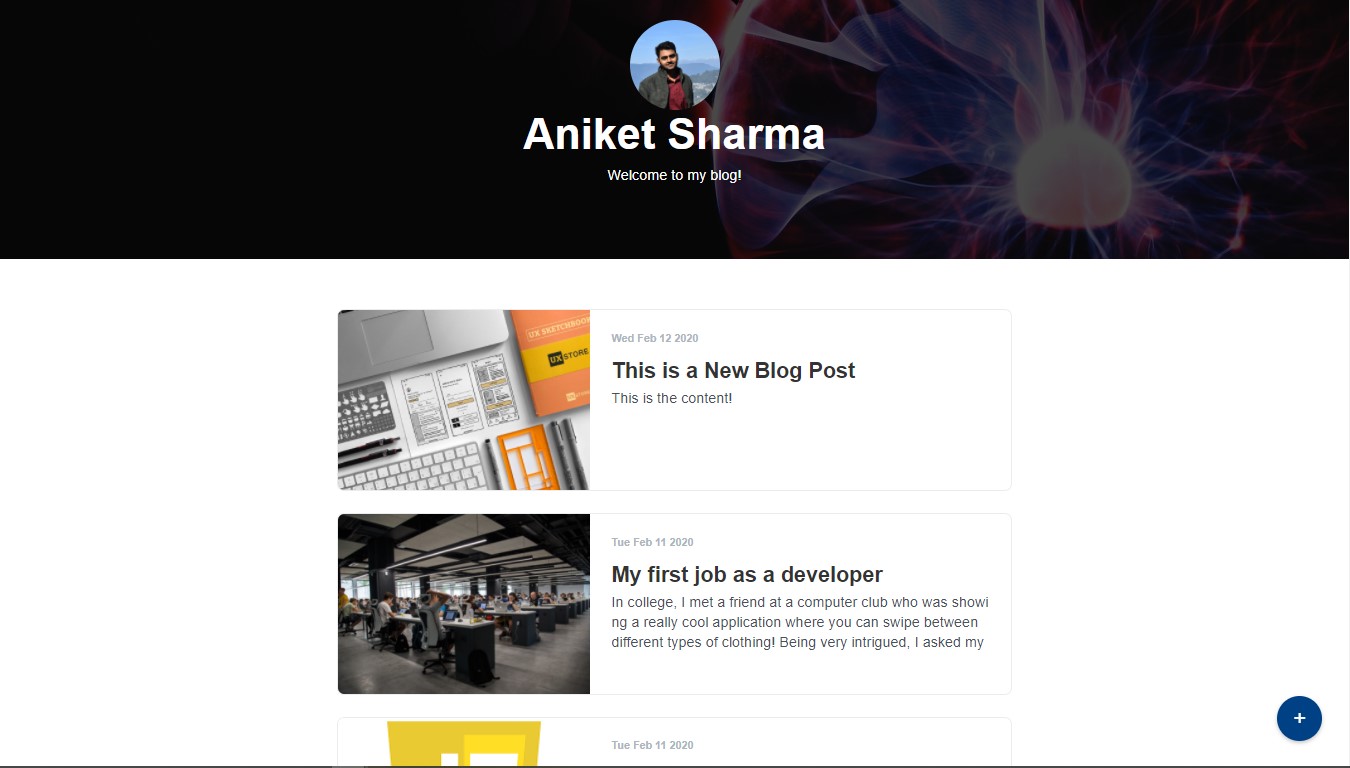 Aniket Sharma
Welcome to my blog!
UX SKETCHBOOK
UX STORE
Wed Feb 12 2020
This is a New Blog Post
This is the content!
Tue Feb 11 2020
My first job as a developer
In college, I met a friend at a computer club who was showi
ng a really cool application where you can swipe between
different types of clothing! Being very intrigued, I asked my
Tue Feb 11 2020
+